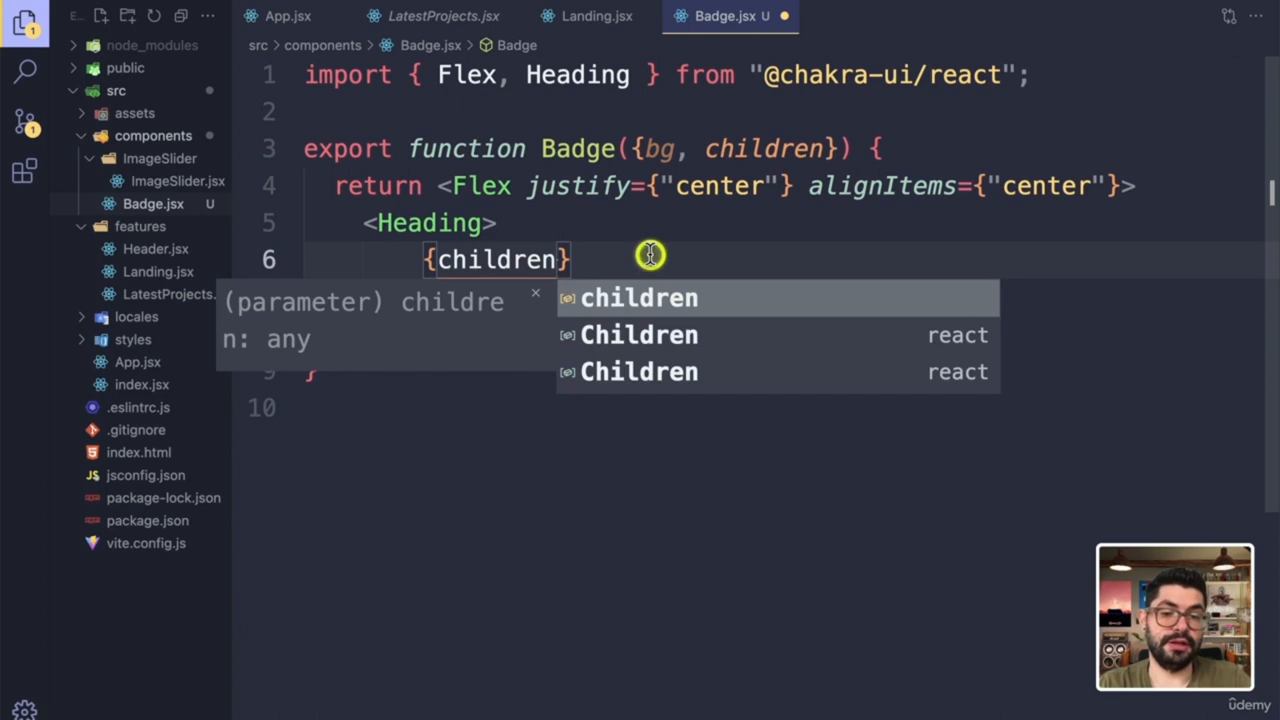 E... ...
App.jsx
LatestProjects.jsx
Landing.jsx
Badge.jsx U
1
node_modules
public
src
assets
components
ImageSlider
ImageSlider.jsx
Badge.jsx U
features
Header.jsx
Landing.jsx
LatestProjects.
locales
styles
App.jsx
index.jsx
.eslintrc.js
.gitignore
index.html
jsconfig.json
package-lock.json
package.json
vite.config.js
1
src > components > Badge.jsx > Badge
1 import { Flex, Heading } from "@chakra-ui/react";
2
3 export function Badge({bg, children}) {
4 return <Flex justify={"center"} alignItems={"center"}>
5 <Heading>
6 {children}
(parameter) childre
n: any
children
Children react
Children react
9 }
10
ûdemy